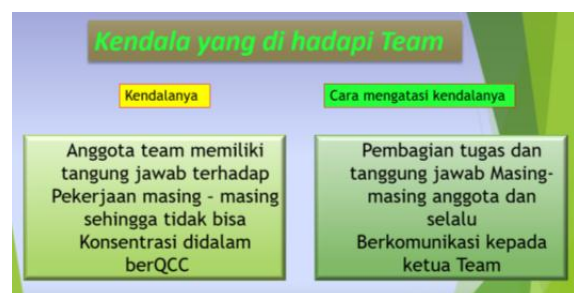 Kendala yang di hadapi Team
Kendalanya
Cara mengatasi kendalanya
Anggota team memiliki
tangung jawab terhadap
Pekerjaan masing - masing
sehingga tidak bisa
Konsentrasi didalam
berQCC
Pembagian tugas dan
tanggung jawab Masing-
masing anggota dan
selalu
Berkomunikasi kepada
ketua Team